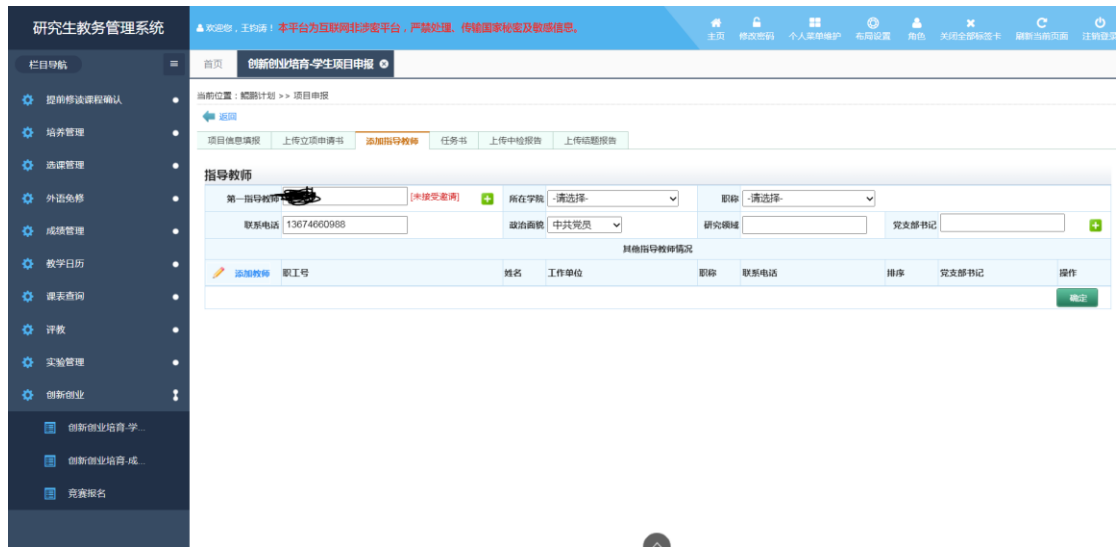 研究生教务管理系统
欢迎您，王钧涛！本平台为互联网非涉密平台，严禁处理、传输国家秘密及敏感信息。
主页 修改密码 个人菜单维护 布局设置 角色 关闭全部标签卡 刷新当前页面 注销登录
栏目导航
首页 创新创业培育-学生项目申报
提前修读课程确认
培养管理
选课管理
外语免修
成绩管理
教学日历
课表查询
评教
实验管理
创新创业
创新创业培育-学...
创新创业培育-成...
竞赛报名
当前位置：鲲鹏计划 >> 项目申报
返回
项目信息填报 上传立项申请书 添加指导教师 任务书 上传中检报告 上传结题报告
指导教师
第一指导教师 [未接受邀请] 所在学院 -请选择- 职称 -请选择-
联系电话 13674660988 政治面貌 中共党员 研究领域 党支部书记
其他指导教师情况
添加教师 职工号 姓名 工作单位 职称 联系电话 排序 党支部书记 操作
确定